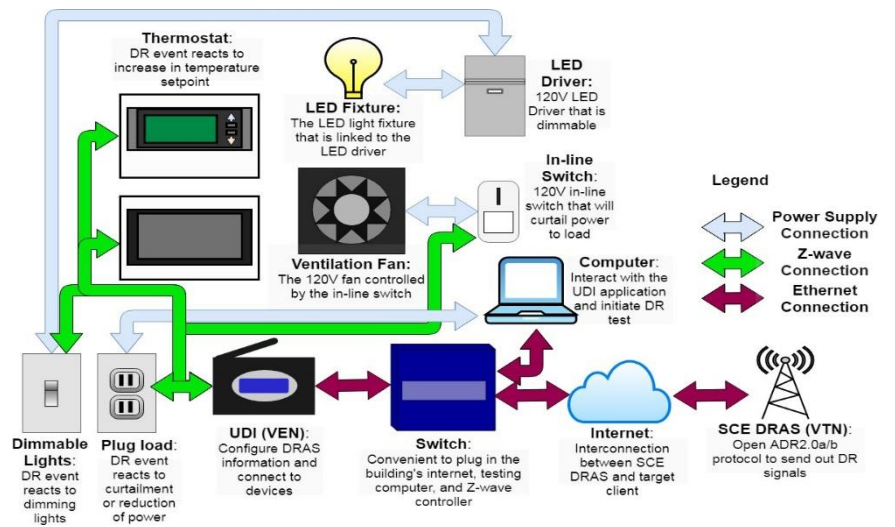 Thermostat:
DR event reacts to
increase in temperature
setpoint
LED Fixture:
The LED light fixture
that is linked to the
LED driver
LED
Driver:
120V LED
Driver that is
dimmable
In-line
Switch:
120V in-line
switch that will
curtail power
to load
Ventilation Fan:
The 120V fan controlled
by the in-line switch
Computer:
Interact with the
UDI application
and initiate DR
test
Legend
Power Supply
Connection
Z-wave
Connection
Ethernet
Connection
Dimmable
Lights:
DR event
reacts to
dimming
lights
Plug load:
DR event
reacts to
curtailment
or reduction
of power
UDI (VEN):
Configure DRAS
information and
connect to
devices
Switch:
Convenient to plug in the
building's internet, testing
computer, and Z-wave
controller
Internet:
Interconnection
between SCE
DRAS and target
client
SCE DRAS (VTN):
Open ADR2.0a/b
protocol to send out DR
signals